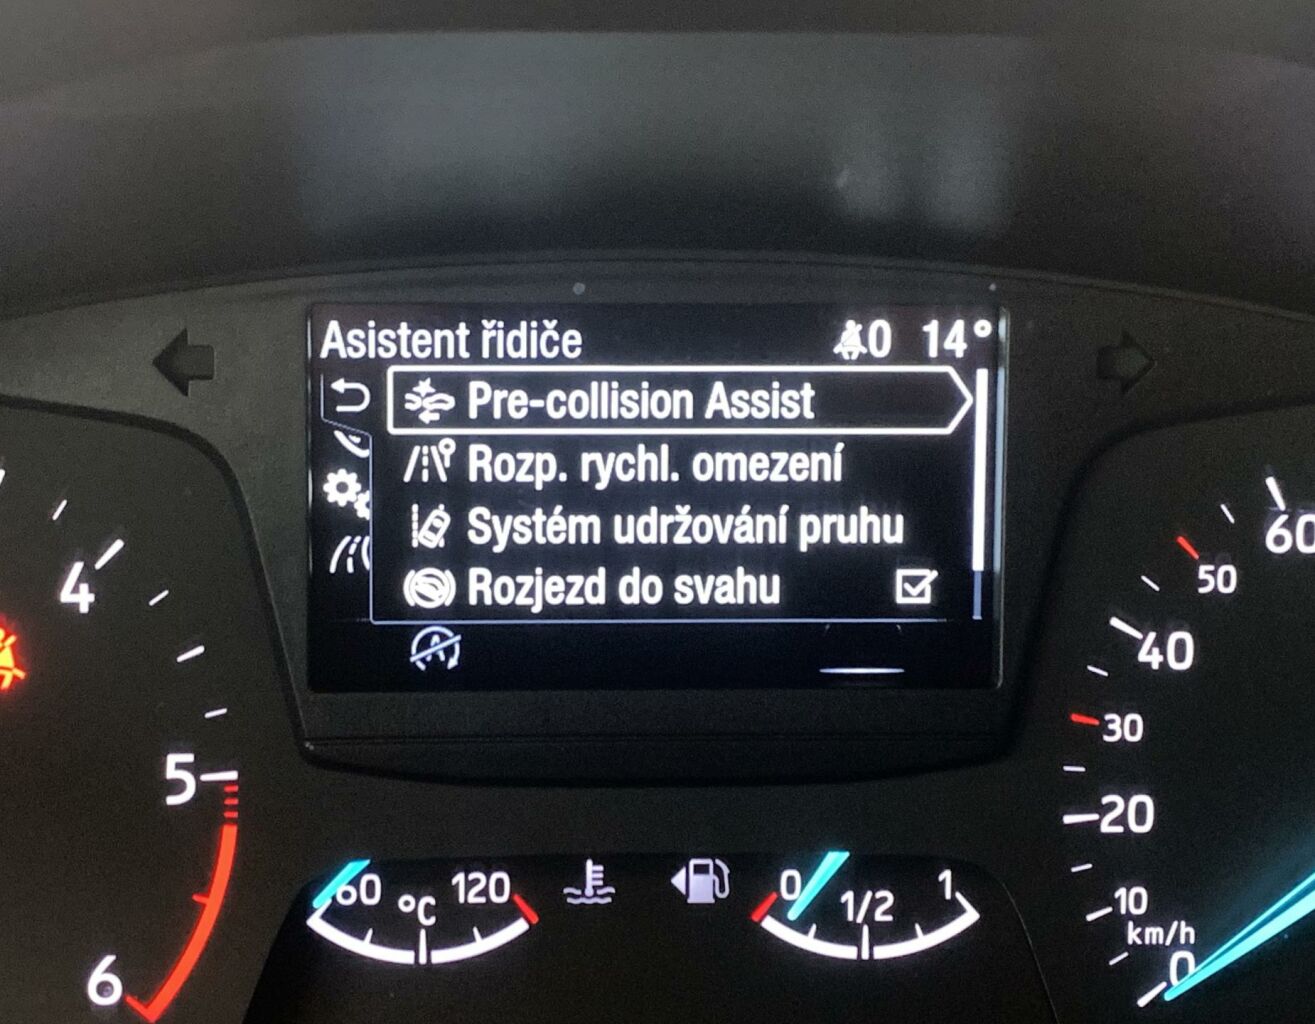 Asistent řidiče 0 14°
Pre-collision Assist
Rozp. rychl. omezení
Systém udržování pruhu
Rozjezd do svahu
4
5
6
60 °C 120
0 1/2 1
60
50
40
30
20
10
km/h
0